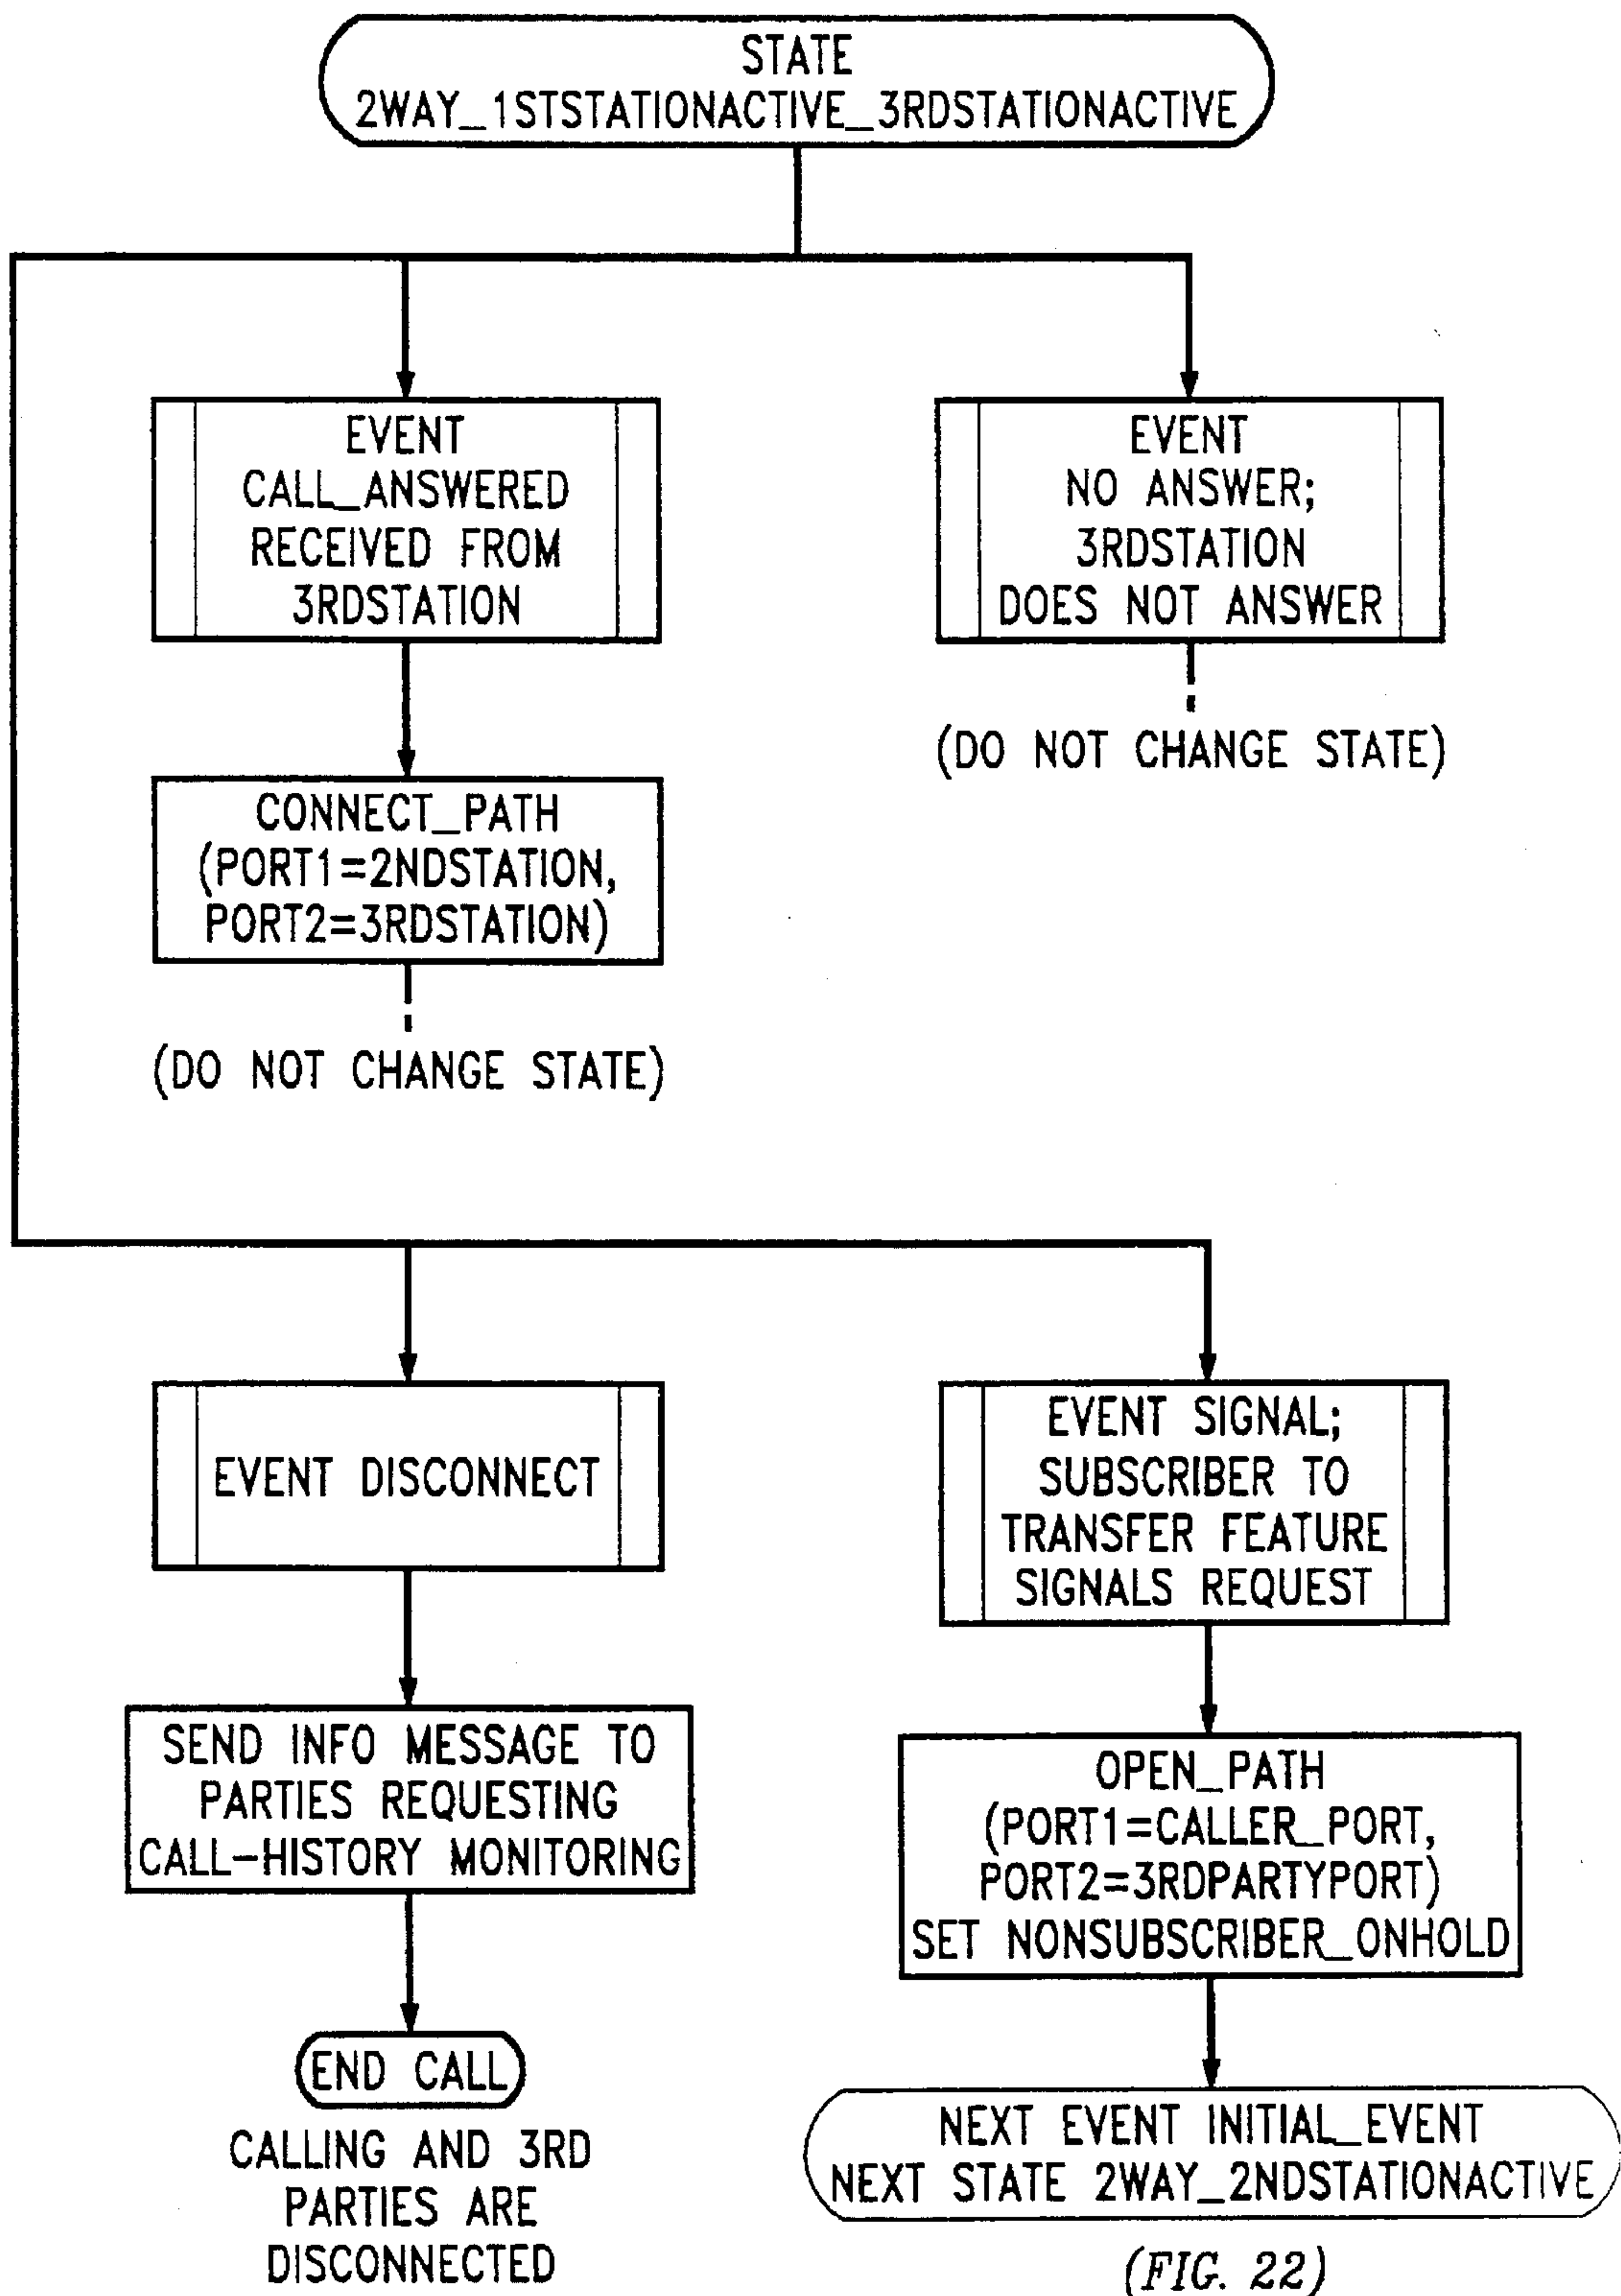 STATE
2WAY_1STSTATIONACTIVE_3RDSTATIONACTIVE
EVENT
CALL_ANSWERED
RECEIVED FROM
3RDSTATION
EVENT
NO ANSWER;
3RDSTATION
DOES NOT ANSWER
(DO NOT CHANGE STATE)
CONNECT_PATH
(PORT1=2NDSTATION,
PORT2=3RDSTATION)
(DO NOT CHANGE STATE)
EVENT DISCONNECT
EVENT SIGNAL;
SUBSCRIBER TO
TRANSFER FEATURE
SIGNALS REQUEST
SEND INFO MESSAGE TO
PARTIES REQUESTING
CALL-HISTORY MONITORING
OPEN_PATH
(PORT1=CALLER_PORT,
PORT2=3RDPARTYPORT)
SET NONSUBSCRIBER_ONHOLD
END CALL
CALLING AND 3RD
PARTIES ARE
DISCONNECTED
NEXT EVENT INITIAL_EVENT
NEXT STATE 2WAY_2NDSTATIONACTIVE
(FIG. 22)